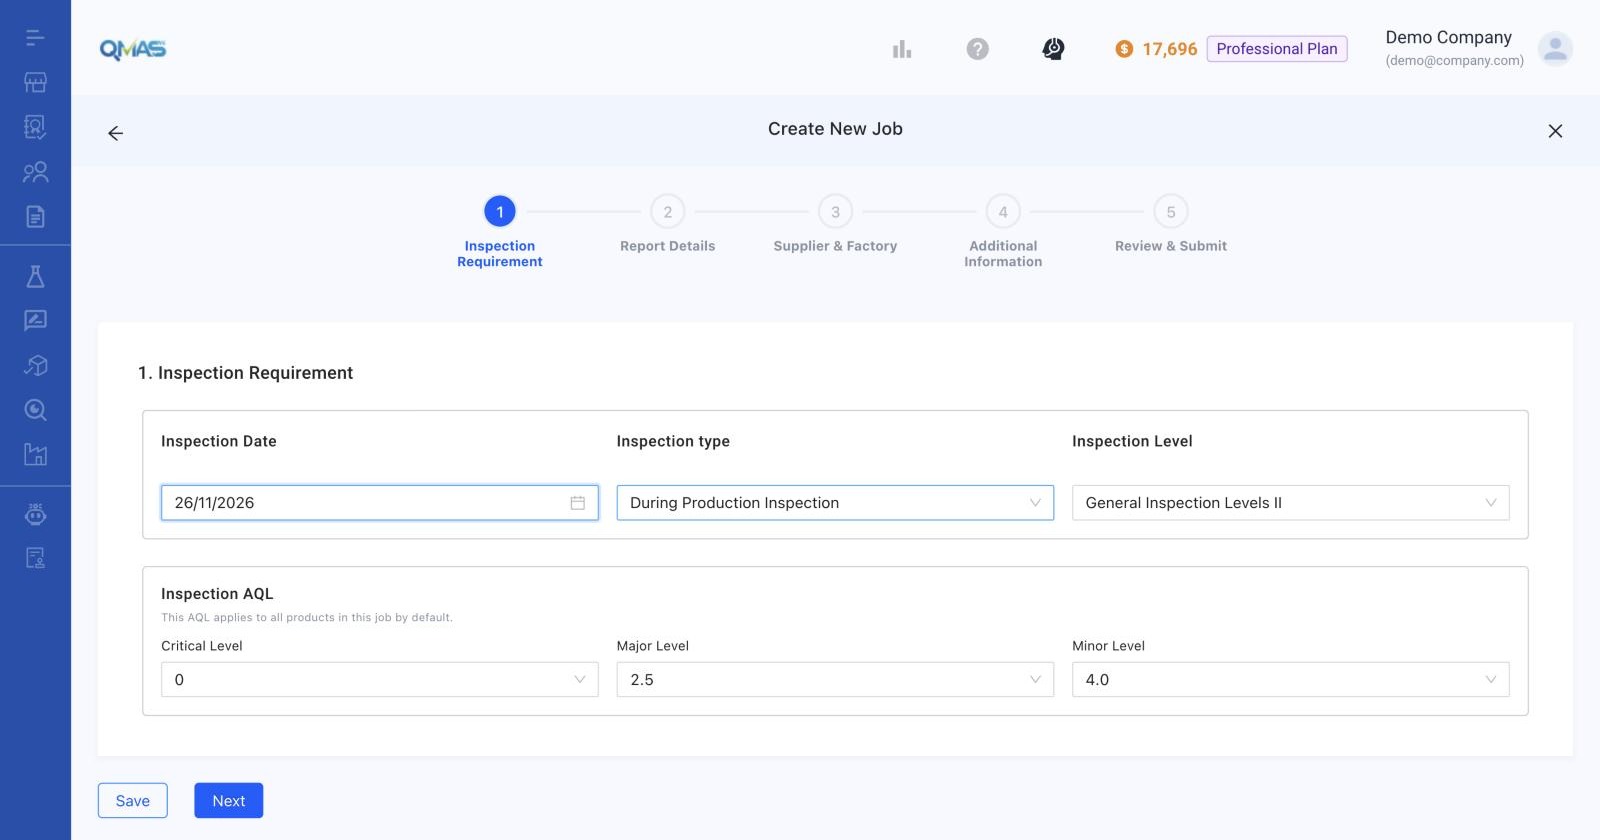 QMAS
17,696
Professional Plan
Demo Company
(demo@company.com)
Create New Job
1
2
3
4
5
Inspection
Requirement
Report Details
Supplier & Factory
Additional
Information
Review & Submit
1. Inspection Requirement
Inspection Date
Inspection type
Inspection Level
26/11/2026
During Production Inspection
General Inspection Levels II
Inspection AQL
This AQL applies to all products in this job by default.
Critical Level
Major Level
Minor Level
0
2.5
4.0
Save
Next